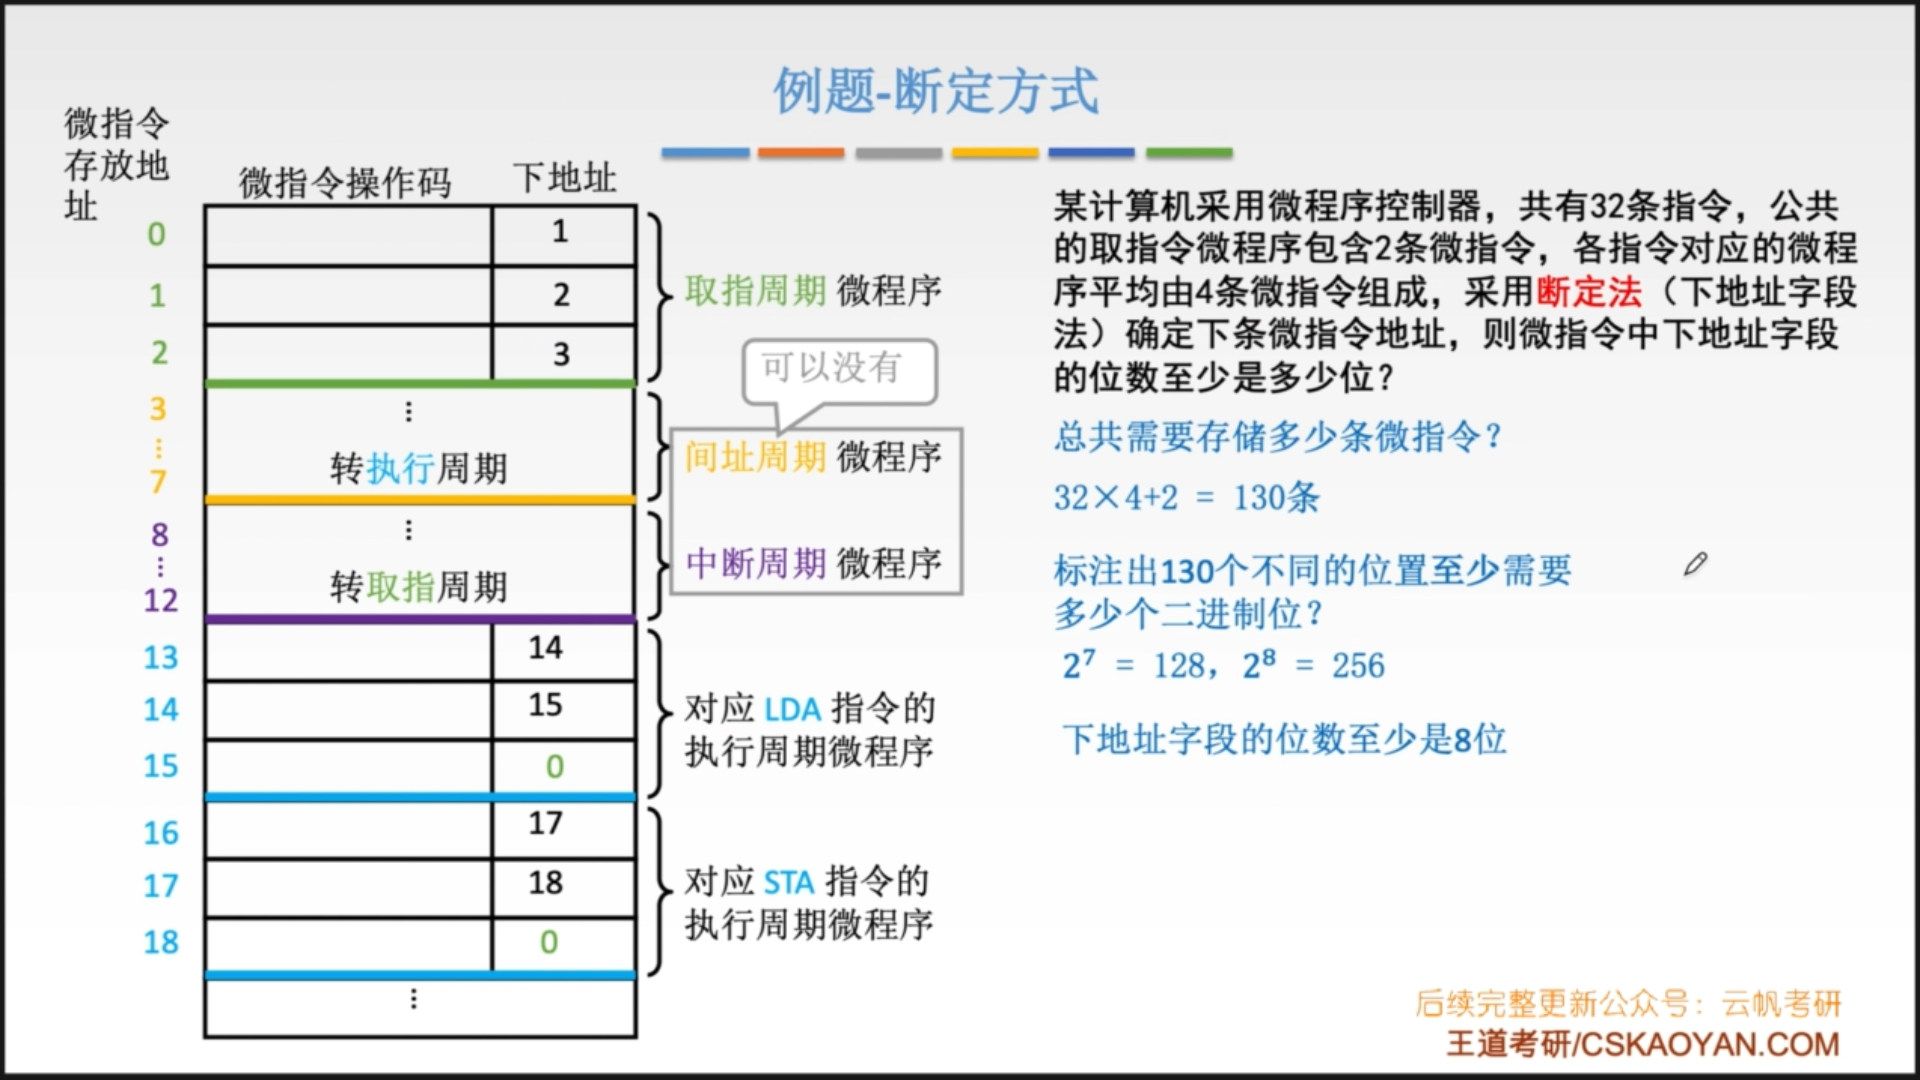 例题-断定方式
微指令
存放地
址
微指令操作码 下地址
0 1
1 2
2 3
取指周期 微程序
可以没有
3
⋮ ⋮
7 转执行周期
间址周期 微程序
8 ⋮
⋮
12 转取指周期
中断周期 微程序
13 14
14 15
15 0
对应 LDA 指令的
执行周期微程序
16 17
17 18
18 0
对应 STA 指令的
执行周期微程序
⋮
某计算机采用微程序控制器，共有32条指令，公共
的取指令微程序包含2条微指令，各指令对应的微程
序平均由4条微指令组成，采用断定法（下地址字段
法）确定下条微指令地址，则微指令中下地址字段
的位数至少是多少位？
总共需要存储多少条微指令？
32×4+2 = 130条
标注出130个不同的位置至少需要
多少个二进制位？
2⁷ = 128，2⁸ = 256
下地址字段的位数至少是8位
后续完整更新公众号：云帆考研
王道考研/CSKAOYAN.COM